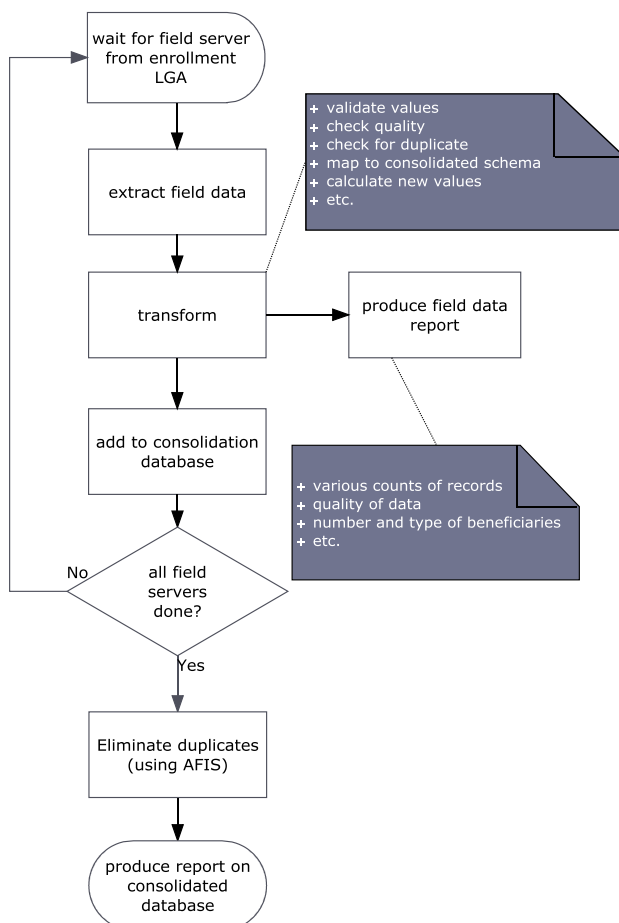 wait for field server
from enrollment
LGA
+ validate values
+ check quality
+ check for duplicate
+ map to consolidated schema
+ calculate new values
+ etc.
extract field data
transform
produce field data
report
add to consolidation
database
+ various counts of records
+ quality of data
+ number and type of beneficiaries
+ etc.
No
all field
servers
done?
Yes
Eliminate duplicates
(using AFIS)
produce report on
consolidated
database